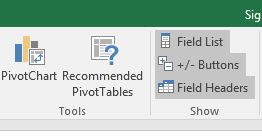 Sig
PivotChart
Recommended
PivotTables
Tools
Field List
+/- Buttons
Field Headers
Show